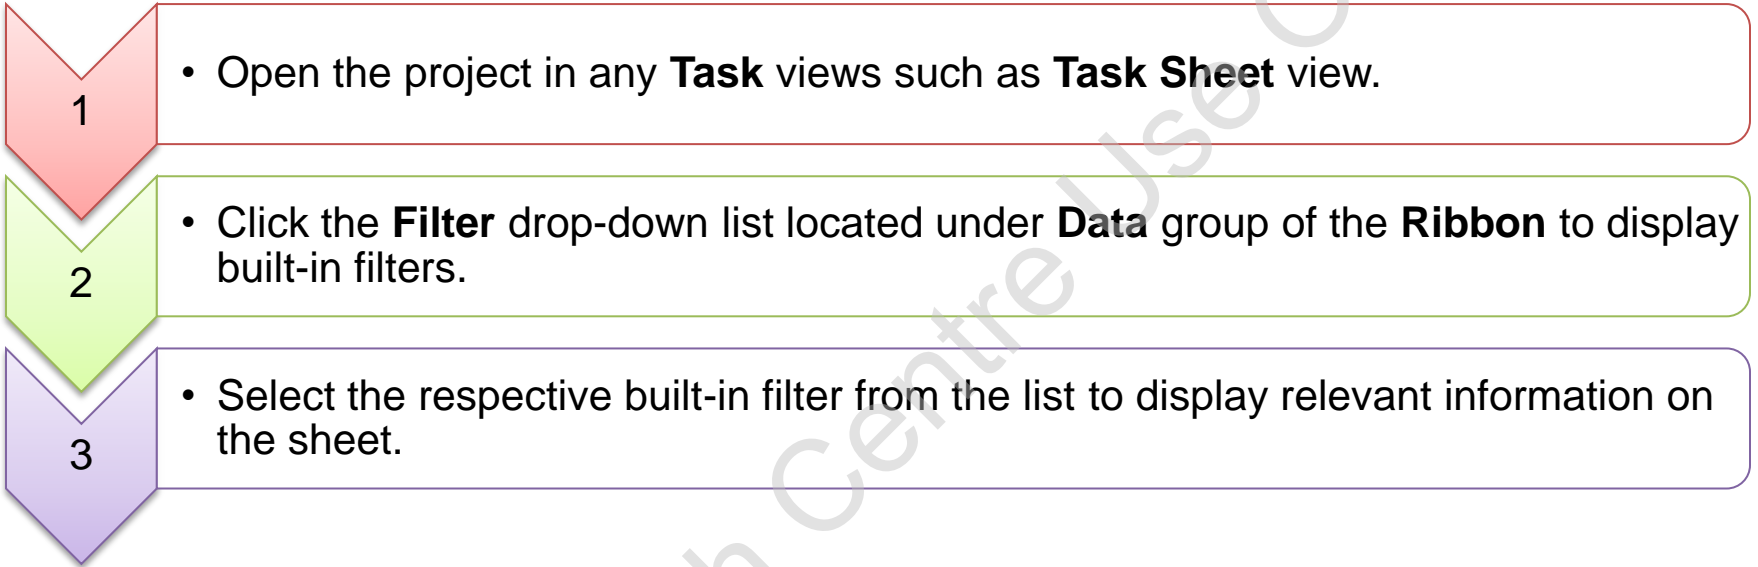 1
• Open the project in any Task views such as Task Sheet view.
2
• Click the Filter drop-down list located under Data group of the Ribbon to display
built-in filters.
3
• Select the respective built-in filter from the list to display relevant information on
the sheet.
Centre Use